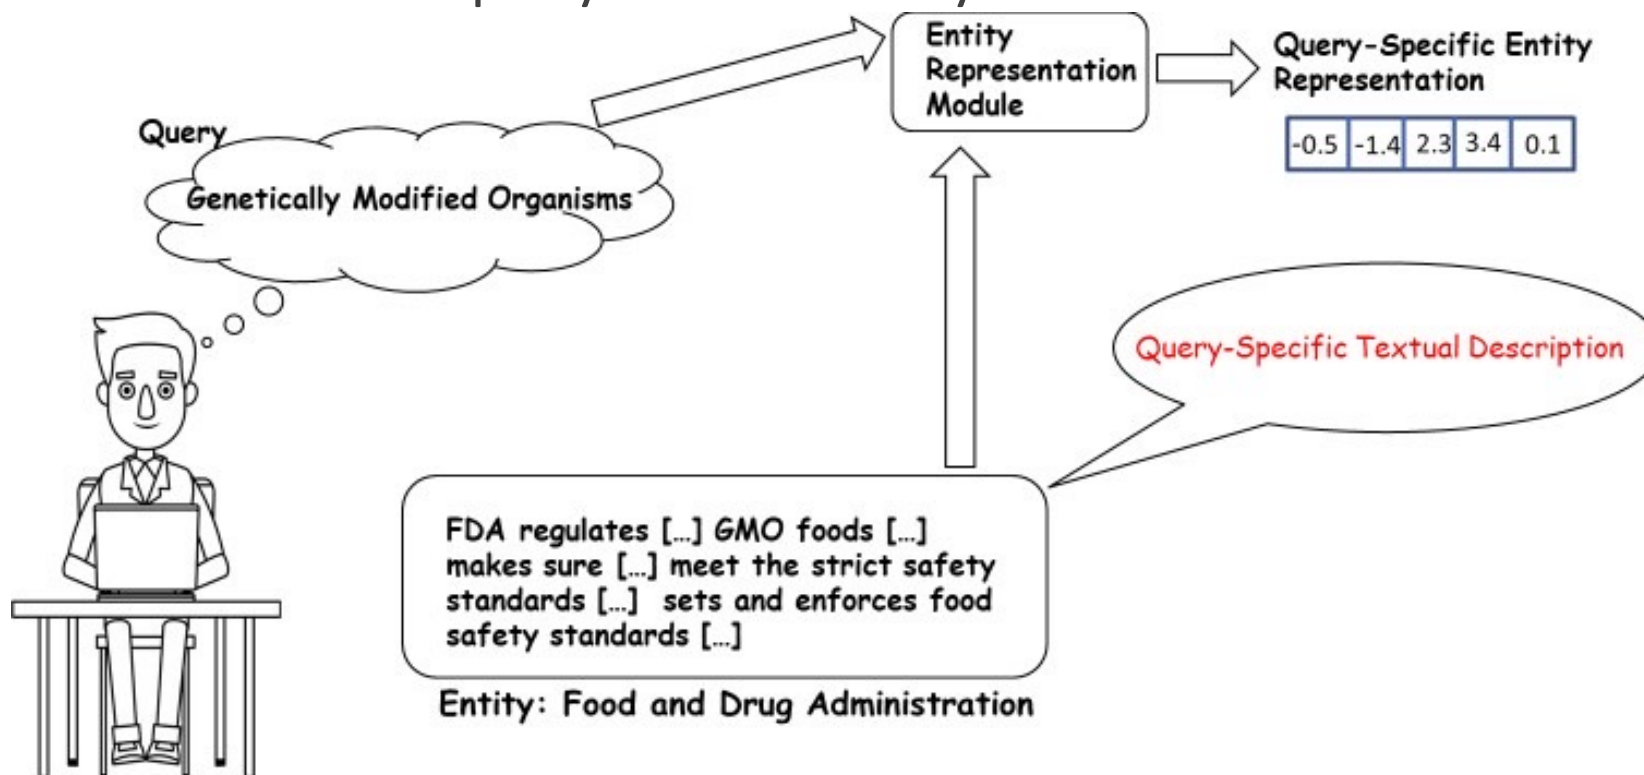 Entity
Representation
Module
Query-Specific Entity
Representation
-0.5 -1.4 2.3 3.4 0.1
Query
Genetically Modified Organisms
Query-Specific Textual Description
FDA regulates [...] GMO foods [...]
makes sure [...] meet the strict safety
standards [...] sets and enforces food
safety standards [...]
Entity: Food and Drug Administration